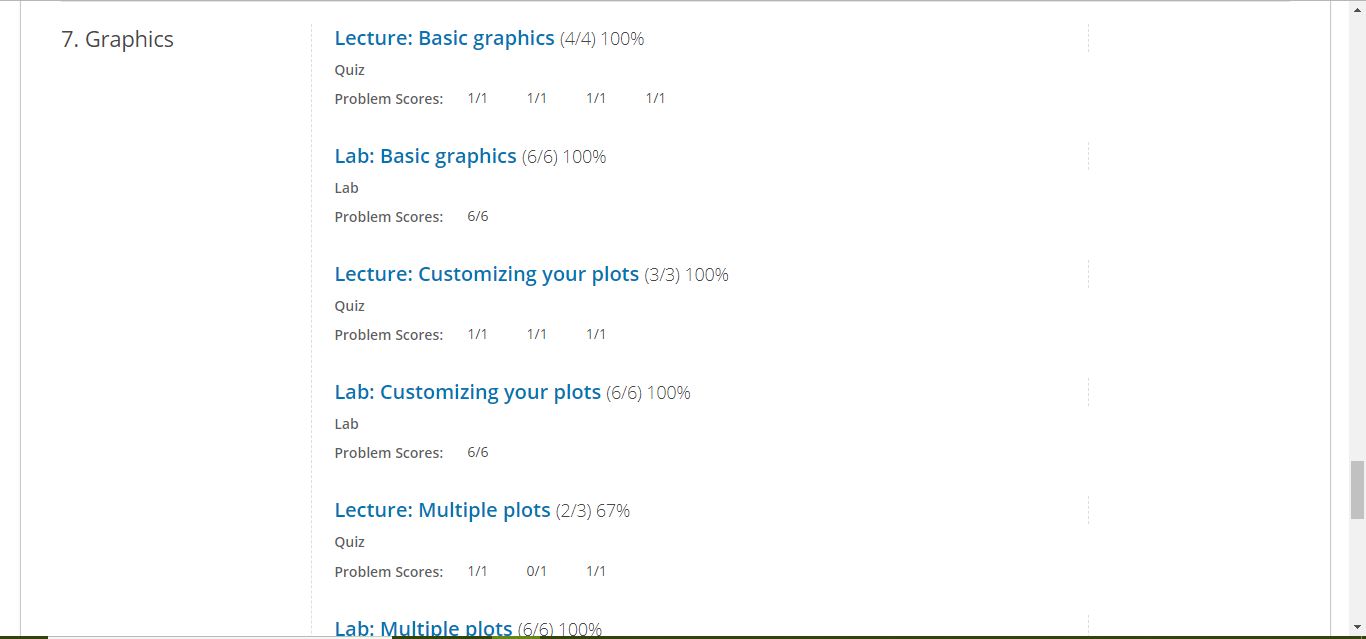 7. Graphics
Lecture: Basic graphics (4/4) 100%
Quiz
Problem Scores: 1/1 1/1 1/1 1/1
Lab: Basic graphics (6/6) 100%
Lab
Problem Scores: 6/6
Lecture: Customizing your plots (3/3) 100%
Quiz
Problem Scores: 1/1 1/1 1/1
Lab: Customizing your plots (6/6) 100%
Lab
Problem Scores: 6/6
Lecture: Multiple plots (2/3) 67%
Quiz
Problem Scores: 1/1 0/1 1/1
Lab: Multiple plots (6/6) 100%